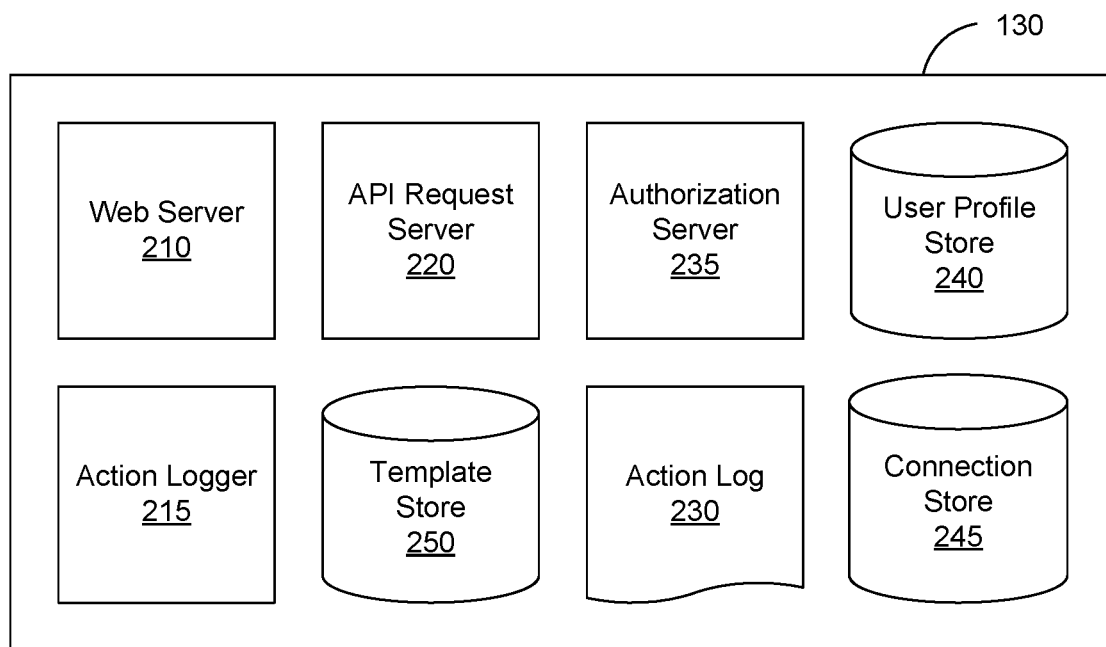 130
Web Server
210
API Request
Server
220
Authorization
Server
235
User Profile
Store
240
Action Logger
215
Template
Store
250
Action Log
230
Connection
Store
245